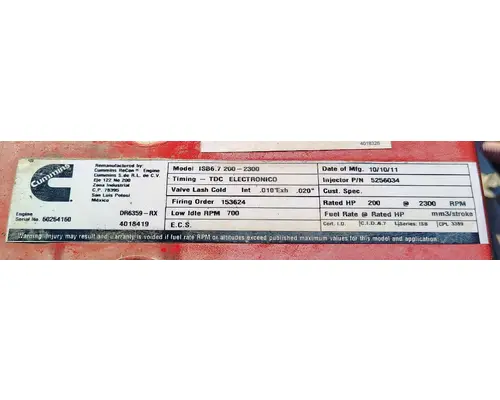 4018320
Cummins
Remanufactured by:
Cummins ReCon® Engine
Cummins S.de R.L. de C.V.
Eje 122 No 200
Zona Industrial
C.P. 78395
San Luis Potosi
México
Engine
Serial No. 60264160
DR6359-RX
4018419
Model ISB6.7 200-2300
Timing - TDC ELECTRONICO
Valve Lash Cold Int .010"Exh .020"
Firing Order 153624
Low Idle RPM 700
E.C.S.
Date of Mfg. 10/10/11
Injector P/N 5256034
Cust. Spec.
Rated HP 200 @ 2300 RPM
Fuel Rate @ Rated HP mm3/stroke
Cert. I.D. C.I.D.6.7 Series: ISB CPL 3389
Warning:Injury may result and warranty is voided if fuel rate RPM or altitudes exceed published maximum values for this model and application.